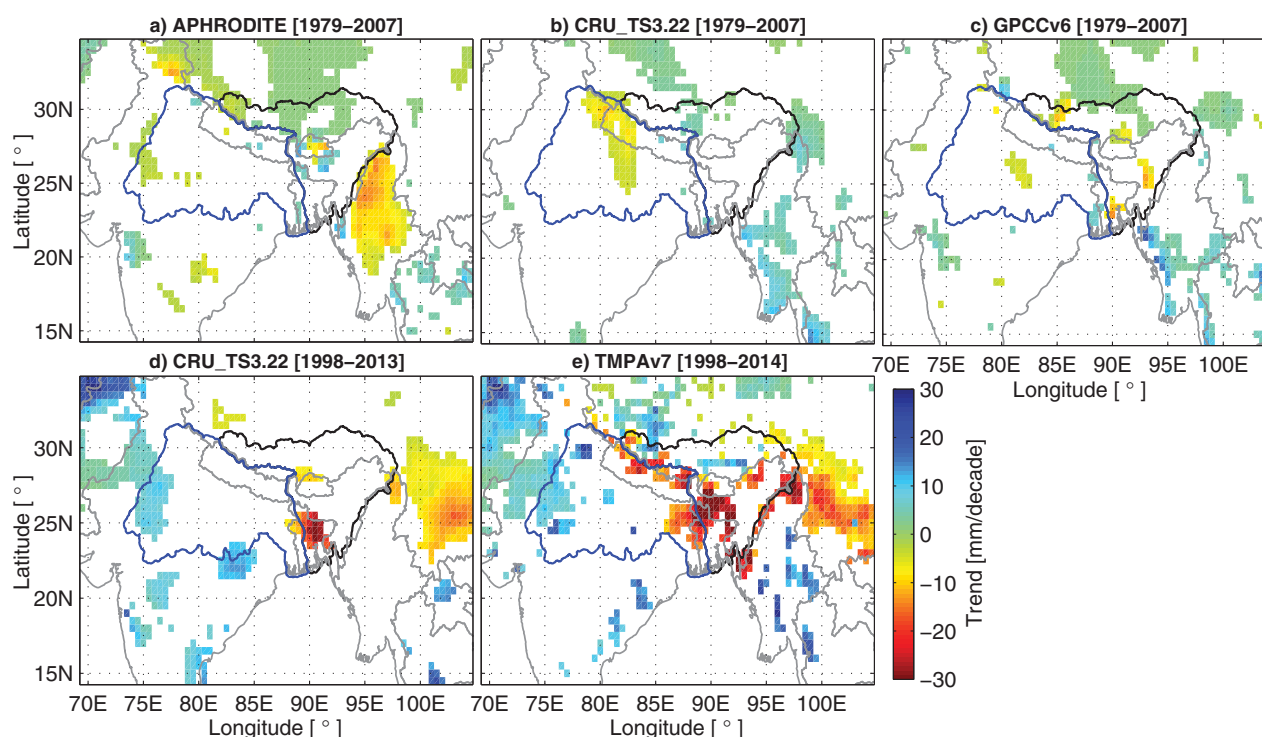 a) APHRODITE [1979–2007]
b) CRU_TS3.22 [1979–2007]
c) GPCCv6 [1979–2007]
30N
25N
20N
15N
Latitude [ ° ]
70E 75E 80E 85E 90E 95E 100E
Longitude [ ° ]
d) CRU_TS3.22 [1998–2013]
e) TMPAv7 [1998–2014]
30N
25N
20N
15N
Latitude [ ° ]
70E 75E 80E 85E 90E 95E 100E
Longitude [ ° ]
70E 75E 80E 85E 90E 95E 100E
Longitude [ ° ]
30
20
10
0
−10
−20
−30
Trend [mm/decade]